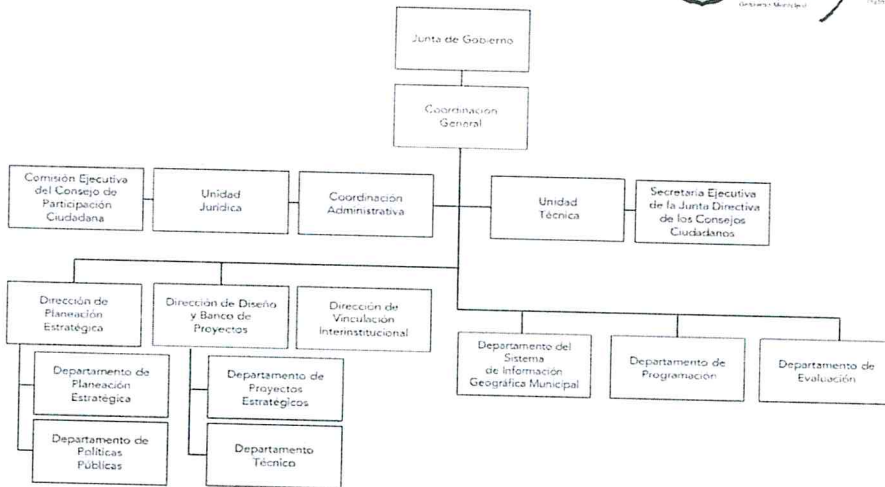 Gobierno Municipal
Junta de Gobierno
Coordinación
General
Comisión Ejecutiva
del Consejo de
Participación
Ciudadana
Unidad
Jurídica
Coordinación
Administrativa
Unidad
Técnica
Secretaria Ejecutiva
de la Junta Directiva
de los Consejos
Ciudadanos
Dirección de
Planeación
Estratégica
Dirección de Diseño
y Banco de
Proyectos
Dirección de
Vinculación
Interinstitucional
Departamento del
Sistema
de Información
Geográfica Municipal
Departamento de
Programación
Departamento de
Evaluación
Departamento de
Planeación
Estratégica
Departamento de
Proyectos
Estratégicos
Departamento de
Políticas
Públicas
Departamento
Técnico